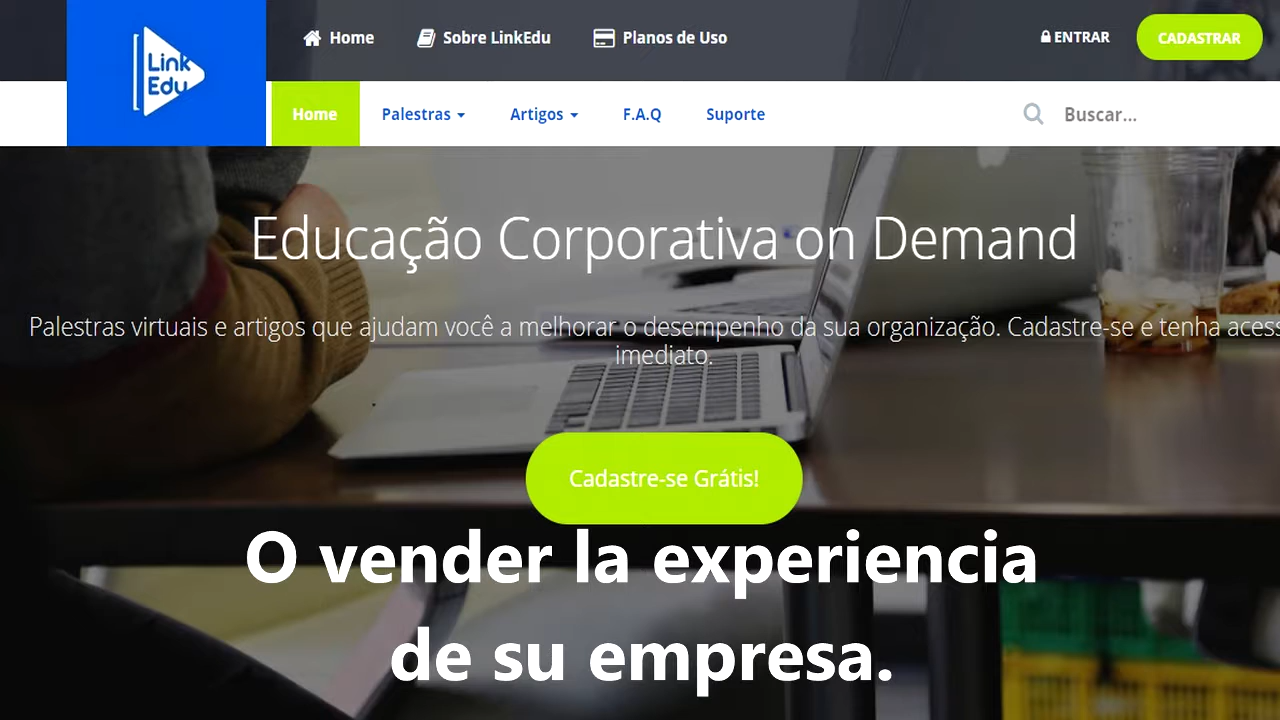 Link
Edu
Home
Sobre LinkEdu
Planos de Uso
ENTRAR
CADASTRAR
Home
Palestras
Artigos
F.A.Q
Suporte
Buscar...
Educação Corporativa on Demand
Palestras virtuais e artigos que ajudam você a melhorar o desempenho da sua organização. Cadastre-se e tenha acess
imediato.
Cadastre-se Grátis!
O vender la experiencia
de su empresa.